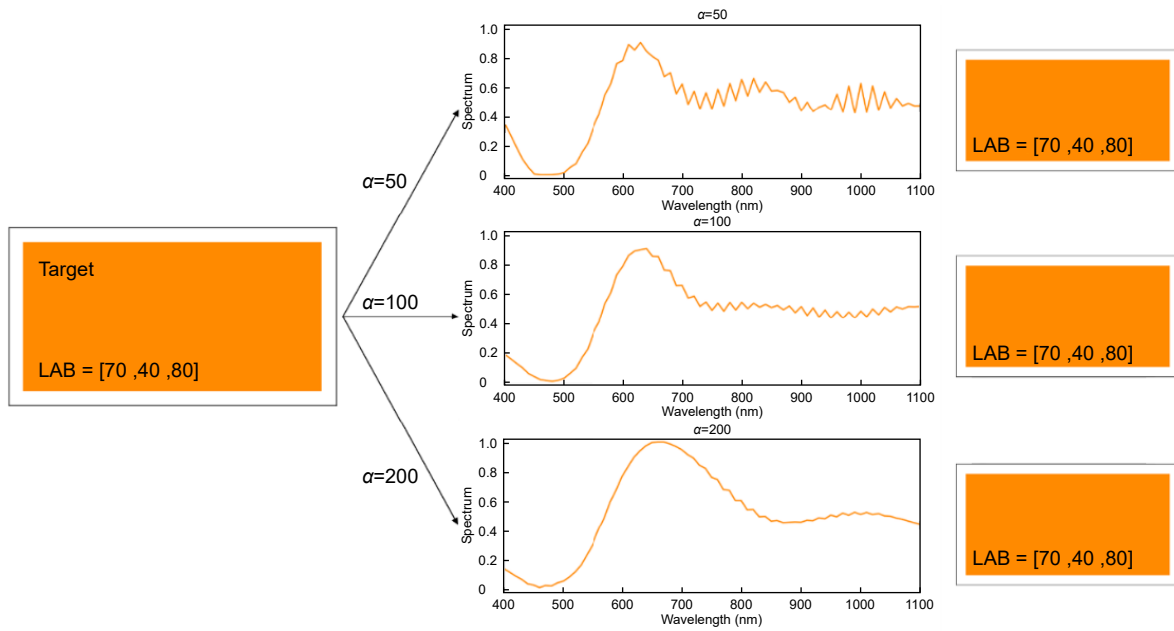 Target
LAB = [70 ,40 ,80]
α=50
α=100
α=200
α=50
Spectrum
1.0
0.8
0.6
0.4
0.2
0
400 500 600 700 800 900 1000 1100
Wavelength (nm)
LAB = [70 ,40 ,80]
α=100
Spectrum
1.0
0.8
0.6
0.4
0.2
0
400 500 600 700 800 900 1000 1100
Wavelength (nm)
LAB = [70 ,40 ,80]
α=200
Spectrum
1.0
0.8
0.6
0.4
0.2
0
400 500 600 700 800 900 1000 1100
Wavelength (nm)
LAB = [70 ,40 ,80]